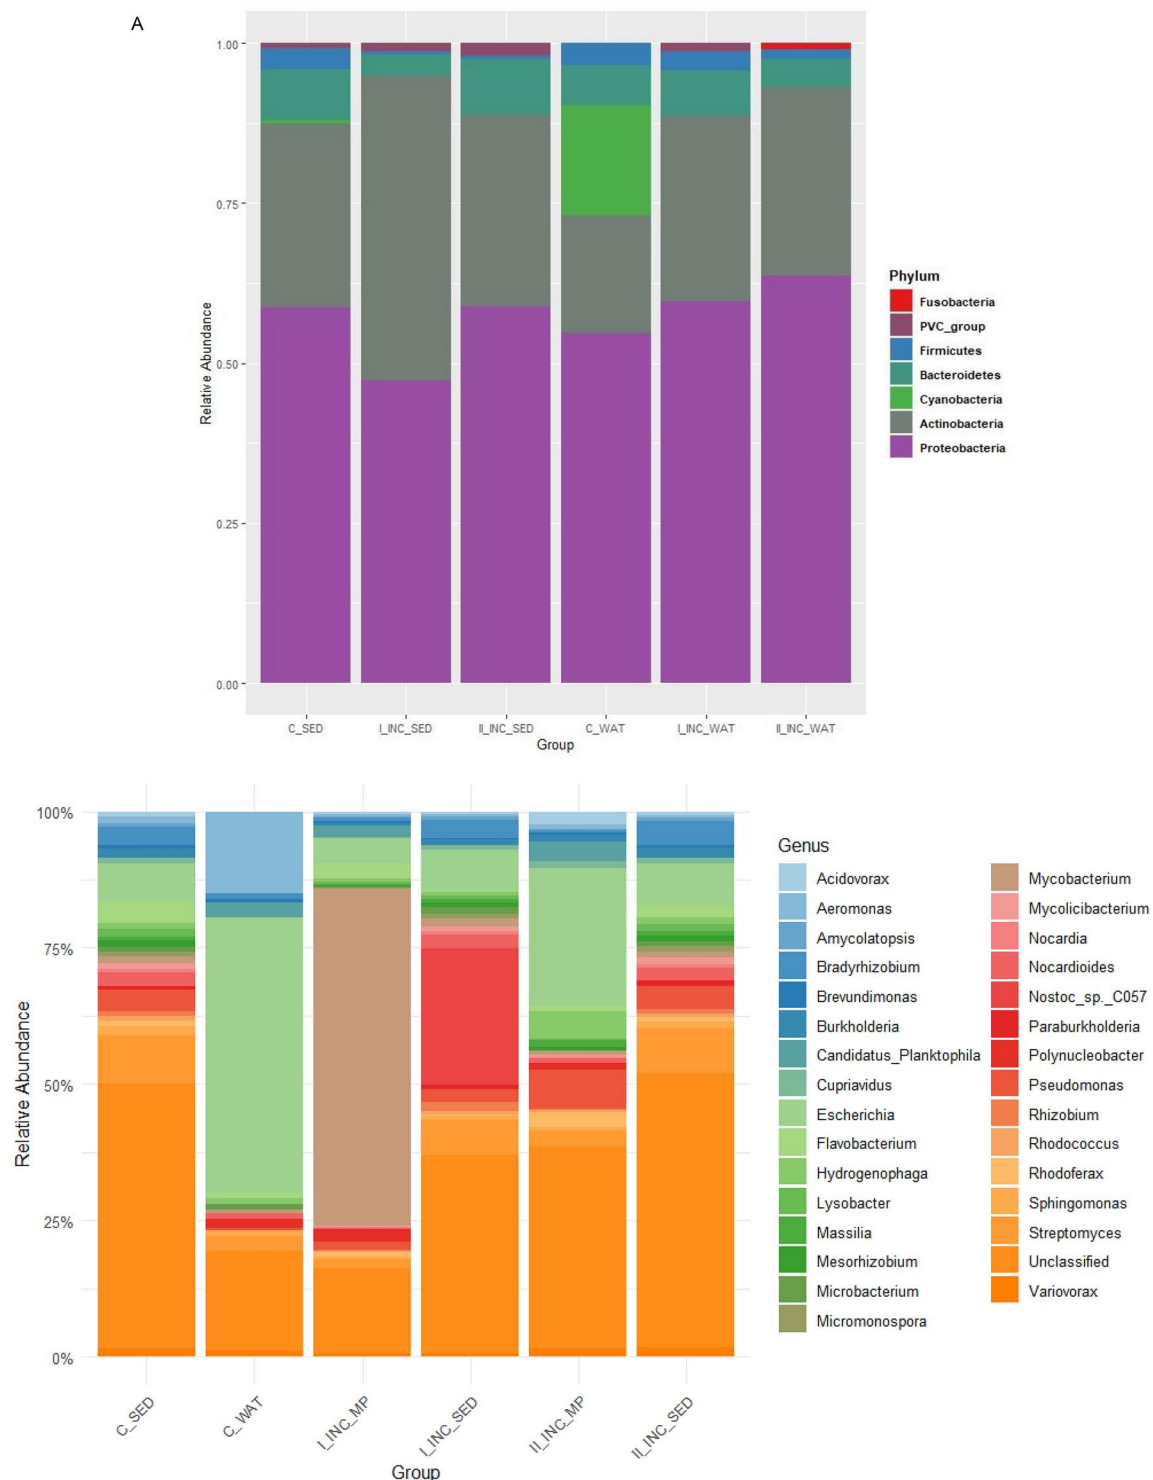 A
1.00
0.75
0.50
0.25
0.00
Relative Abundance
C_SED
I_INC_SED
II_INC_SED
C_WAT
I_INC_WAT
II_INC_WAT
Group
Phylum
Fusobacteria
PVC_group
Firmicutes
Bacteroidetes
Cyanobacteria
Actinobacteria
Proteobacteria
100%
75%
50%
25%
0%
Relative Abundance
C_SED
C_WAT
I_INC_MP
I_INC_SED
II_INC_MP
II_INC_SED
Group
Genus
Acidovorax
Aeromonas
Amycolatopsis
Bradyrhizobium
Brevundimonas
Burkholderia
Candidatus_Planktophila
Cupriavidus
Escherichia
Flavobacterium
Hydrogenophaga
Lysobacter
Massilia
Mesorhizobium
Microbacterium
Micromonospora
Mycobacterium
Mycolicibacterium
Nocardia
Nocardioides
Nostoc_sp._C057
Paraburkholderia
Polynucleobacter
Pseudomonas
Rhizobium
Rhodococcus
Rhodoferax
Sphingomonas
Streptomyces
Unclassified
Variovorax